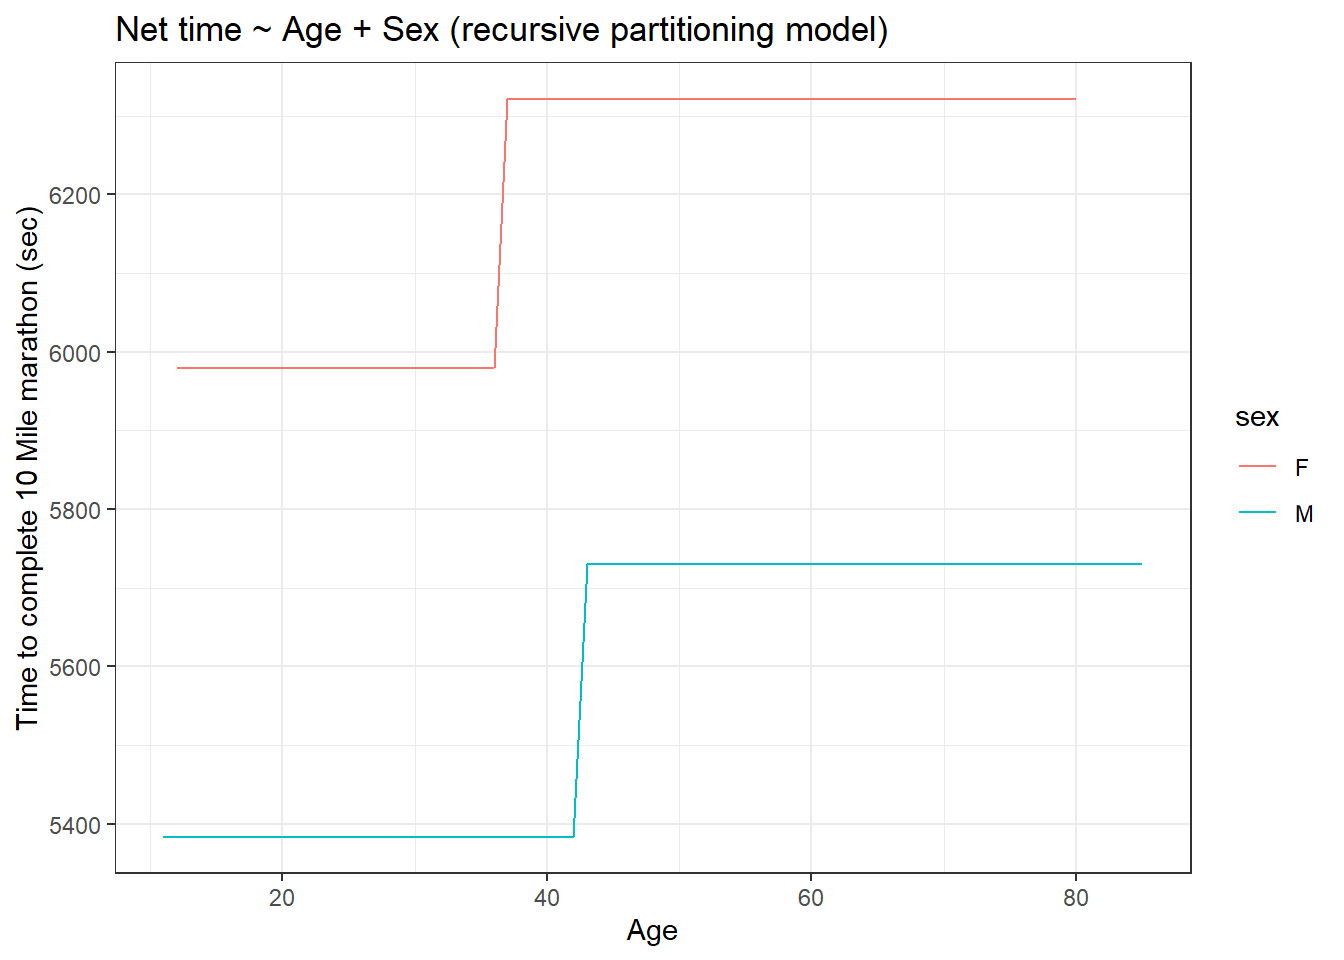 Net time ~ Age + Sex (recursive partitioning model)
Time to complete 10 Mile marathon (sec)
6200
6000
5800
5600
5400
20
40
60
80
Age
sex
F
M